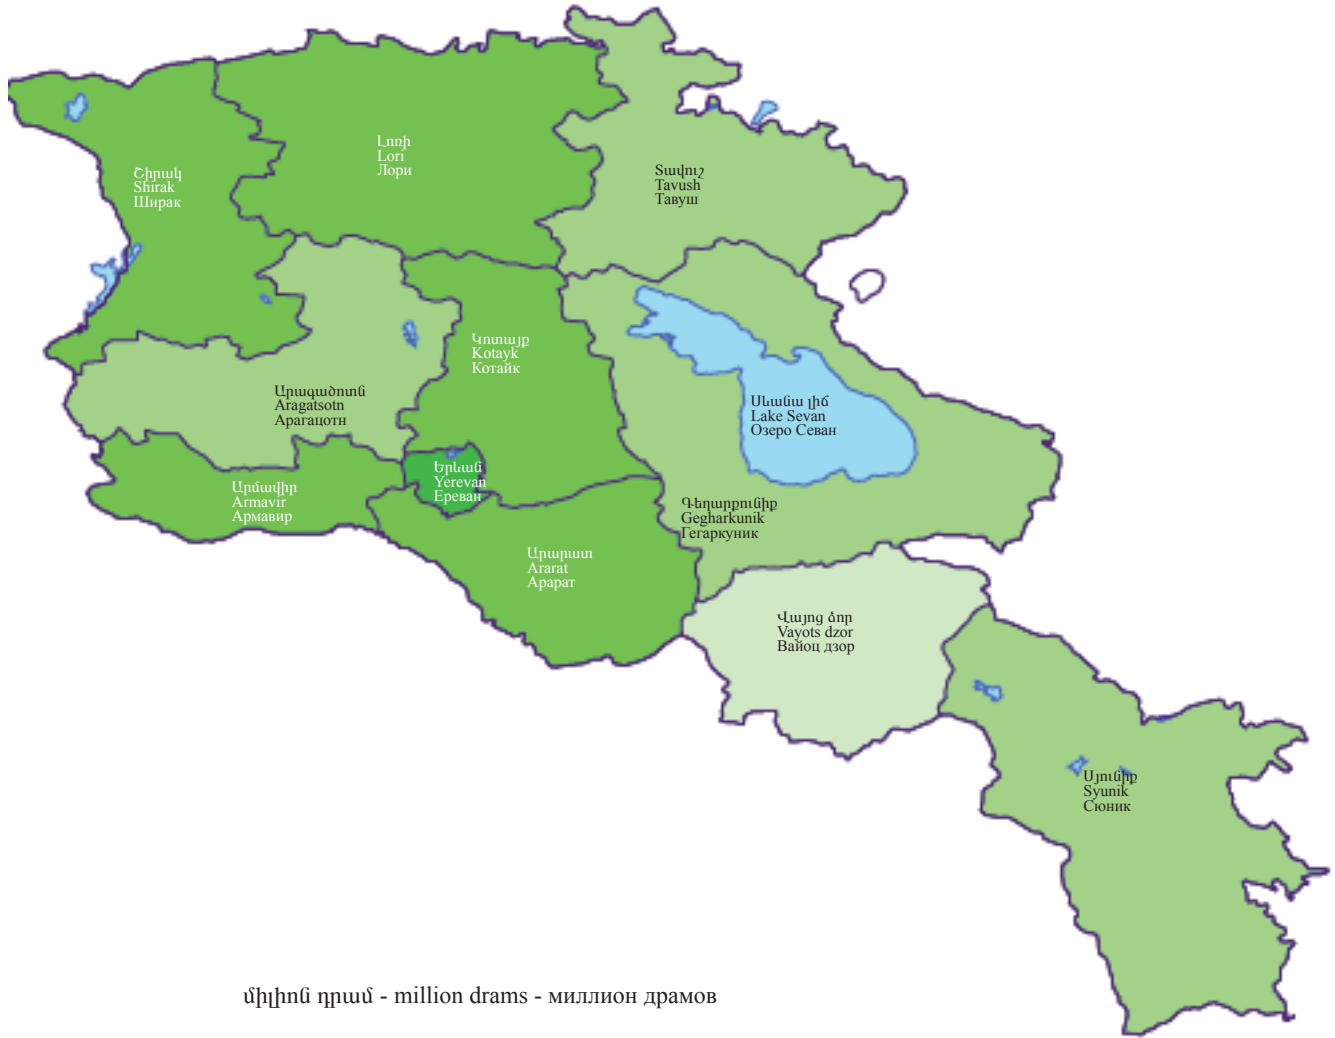 Լոռի
Lori
Лори
Շիրակ
Shirak
Ширак
Տավուշ
Tavush
Тавуш
Կոտայք
Kotayk
Котайк
Արագածոտն
Aragatsotn
Арагацотн
Սևանա լիճ
Lake Sevan
Озеро Севан
Երևան
Yerevan
Ереван
Արմավիր
Armavir
Армавир
Գեղարքունիք
Gegharkunik
Гегаркуник
Արարատ
Ararat
Арарат
Վայոց ձոր
Vayots dzor
Вайоц дзор
Սյունիք
Syunik
Сюник
միլիոն դրամ - million drams - миллион драмов